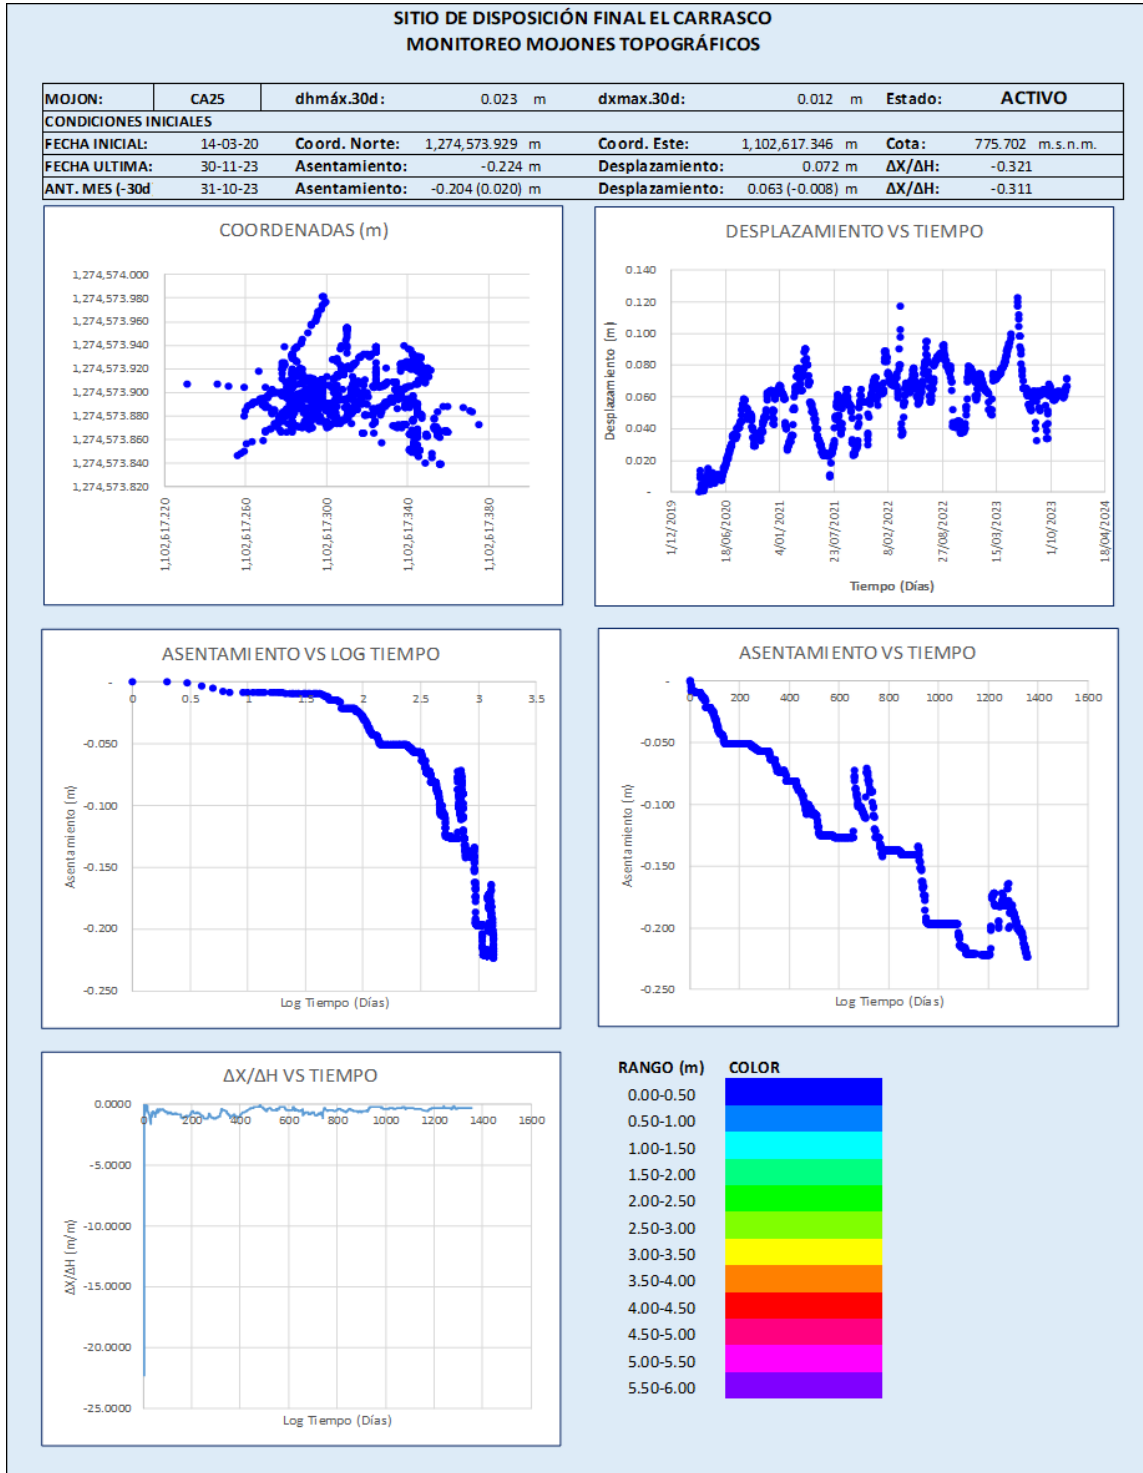 SITIO DE DISPOSICIÓN FINAL EL CARRASCO
MONITOREO MOJONES TOPOGRÁFICOS
MOJON: CA25 dhmáx.30d: 0.023 m dxmax.30d: 0.012 m Estado: ACTIVO
CONDICIONES INICIALES
FECHA INICIAL: 14-03-20 Coord. Norte: 1,274,573.929 m Coord. Este: 1,102,617.346 m Cota: 775.702 m.s.n.m.
FECHA ULTIMA: 30-11-23 Asentamiento: -0.224 m Desplazamiento: 0.072 m ΔX/ΔH: -0.321
ANT. MES (-30d 31-10-23 Asentamiento: -0.204 (0.020) m Desplazamiento: 0.063 (-0.008) m ΔX/ΔH: -0.311
COORDENADAS (m)
1,274,574.000
1,274,573.980
1,274,573.960
1,274,573.940
1,274,573.920
1,274,573.900
1,274,573.880
1,274,573.860
1,274,573.840
1,274,573.820
1,102,617.220
1,102,617.260
1,102,617.300
1,102,617.340
1,102,617.380
DESPLAZAMIENTO VS TIEMPO
Desplazamiento (m)
0.140
0.120
0.100
0.080
0.060
0.040
0.020
-
1/12/2019
18/06/2020
4/01/2021
23/07/2021
8/02/2022
27/08/2022
15/03/2023
1/10/2023
18/04/2024
Tiempo (Días)
ASENTAMIENTO VS LOG TIEMPO
Asentamiento (m)
-
-0.050
-0.100
-0.150
-0.200
-0.250
0 0.5 1 1.5 2 2.5 3 3.5
Log Tiempo (Días)
ASENTAMIENTO VS TIEMPO
Asentamiento (m)
-
-0.050
-0.100
-0.150
-0.200
-0.250
0 200 400 600 800 1000 1200 1400 1600
Log Tiempo (Días)
ΔX/ΔH VS TIEMPO
ΔX/ΔH (m/m)
0.0000
-5.0000
-10.0000
-15.0000
-20.0000
-25.0000
0 200 400 600 800 1000 1200 1400 1600
Log Tiempo (Días)
RANGO (m) COLOR
0.00-0.50
0.50-1.00
1.00-1.50
1.50-2.00
2.00-2.50
2.50-3.00
3.00-3.50
3.50-4.00
4.00-4.50
4.50-5.00
5.00-5.50
5.50-6.00